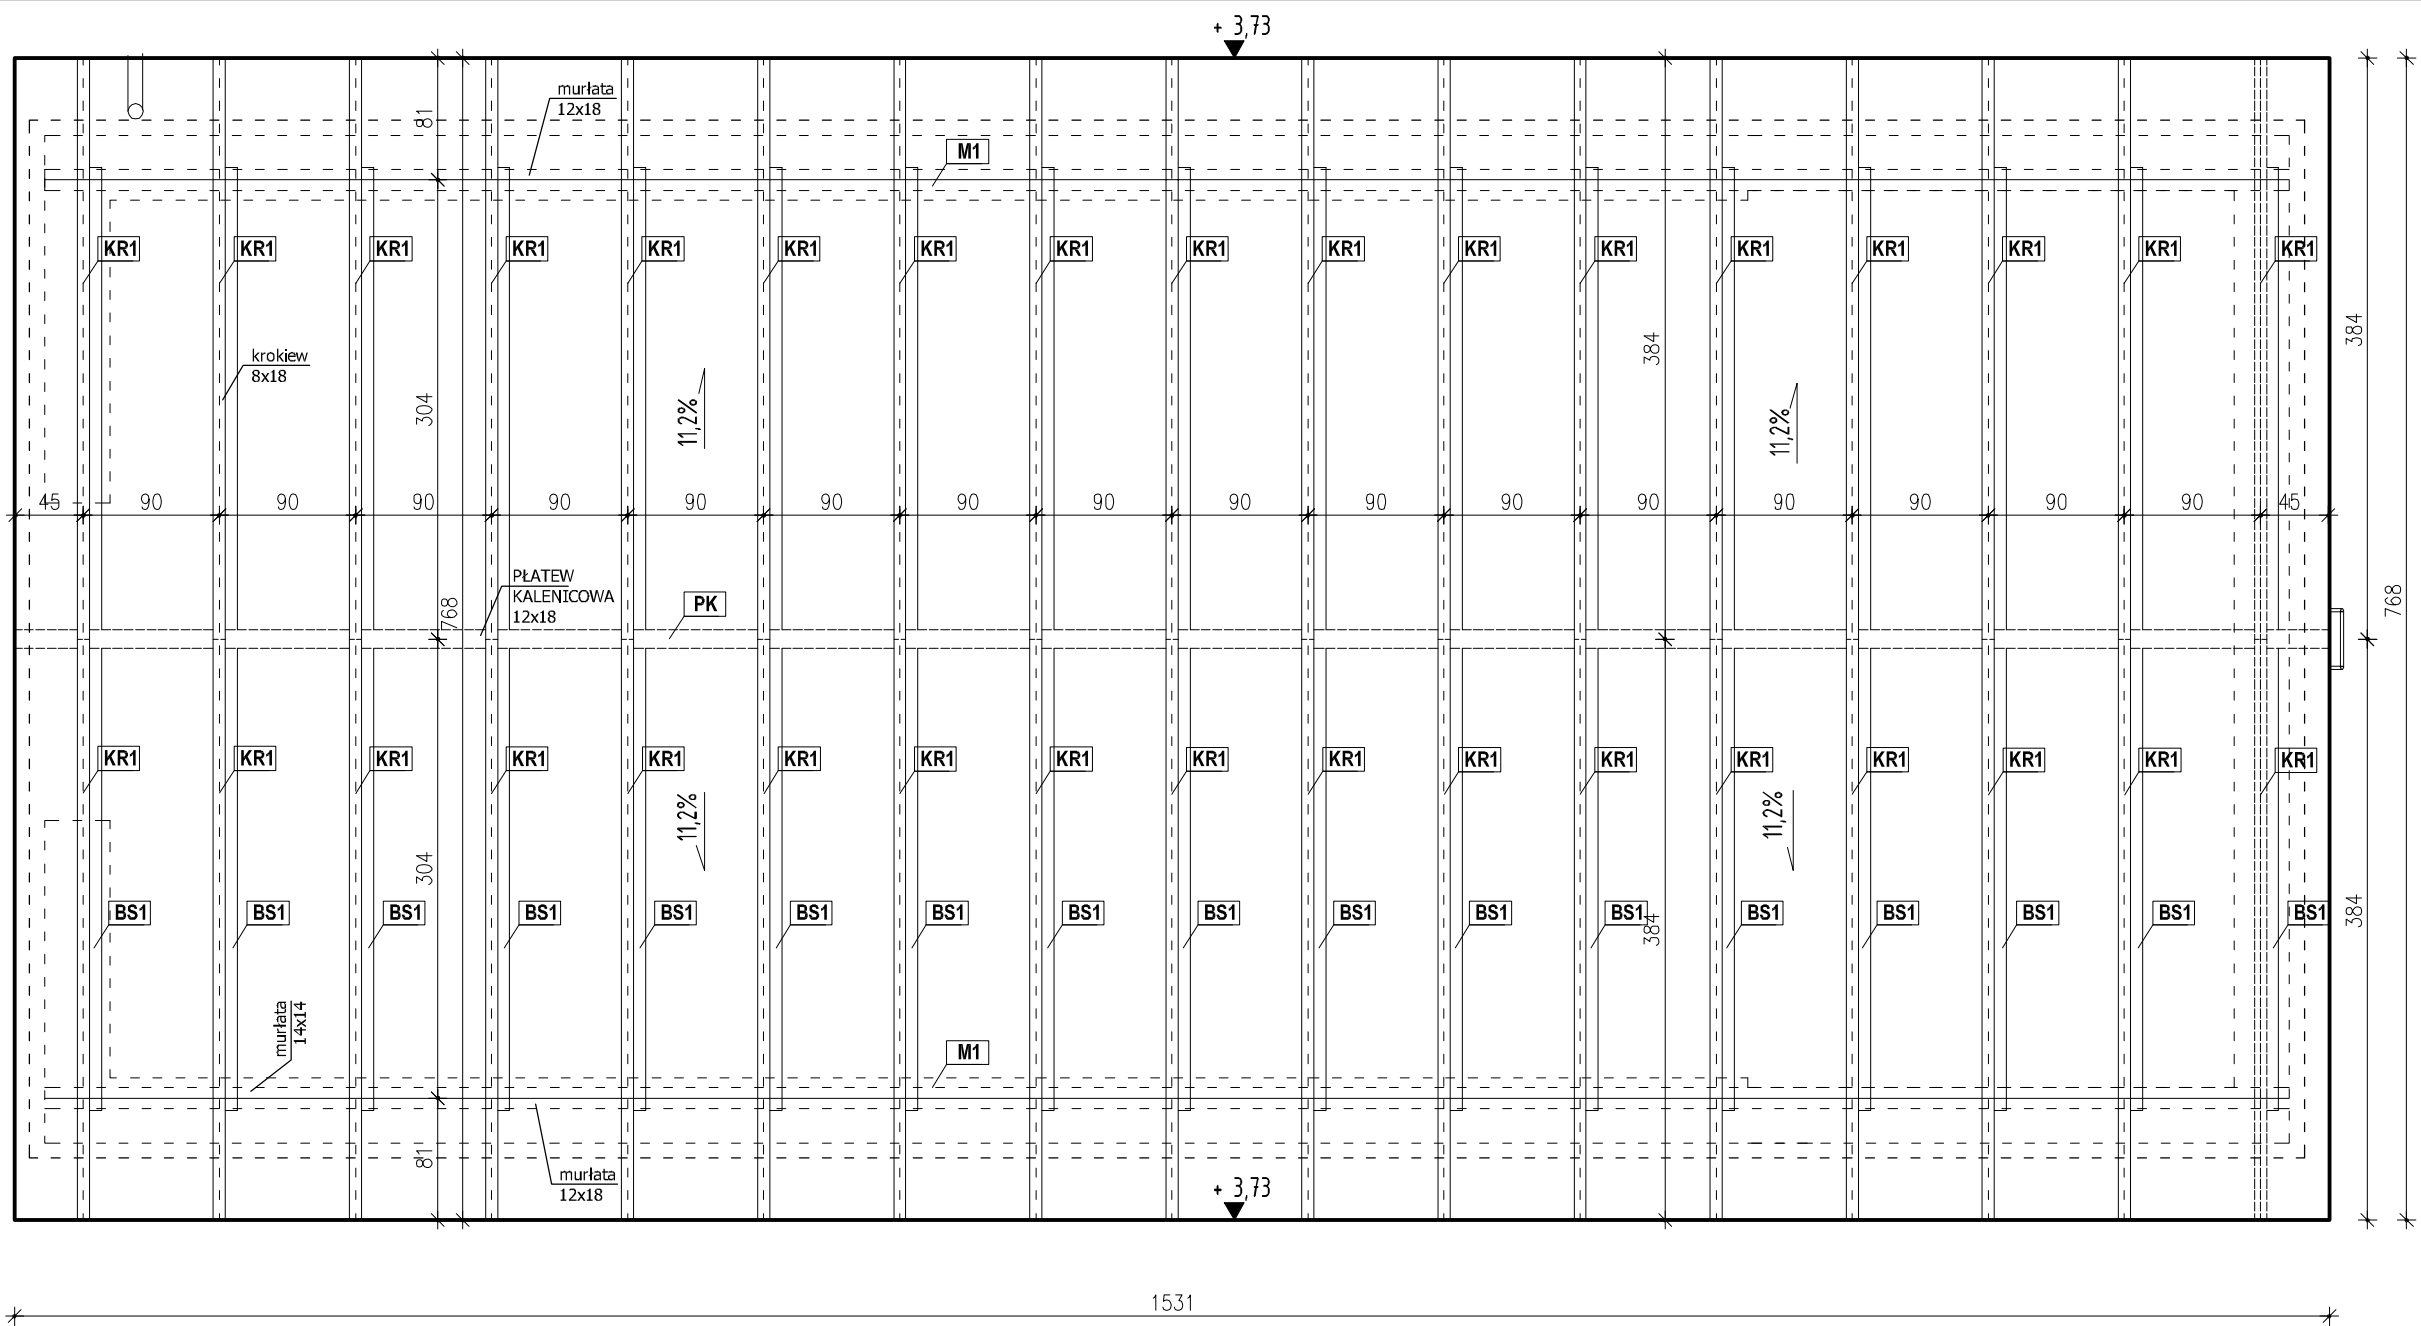 + 3,73
murłata
12x18
81
M1
KR1 KR1 KR1 KR1 KR1 KR1 KR1 KR1 KR1 KR1 KR1 KR1 KR1 KR1 KR1 KR1 KR1
384
384
krokiew
8x18
304
11,2%
11,2%
45 90 90 90 90 90 90 90 90 90 90 90 90 90 90 90 90 45
PŁATEW
KALENICOWA
12x18
768
PK
768
KR1 KR1 KR1 KR1 KR1 KR1 KR1 KR1 KR1 KR1 KR1 KR1 KR1 KR1 KR1 KR1 KR1
11,2%
11,2%
304
BS1 BS1 BS1 BS1 BS1 BS1 BS1 BS1 BS1 BS1 BS1 BS1 BS1 BS1 BS1 BS1 BS1
384
384
murłata
14x14
M1
81
murłata
12x18
+ 3,73
1531